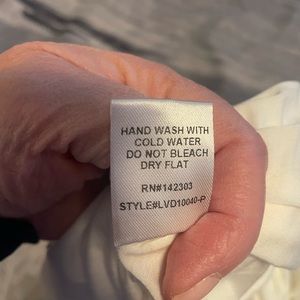 HAND WASH WITH
COLD WATER
DO NOT BLEACH
DRY FLAT
RN#142303
STYLE#LVD10040-P